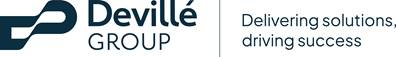 Devillé
GROUP
Delivering solutions,
driving success